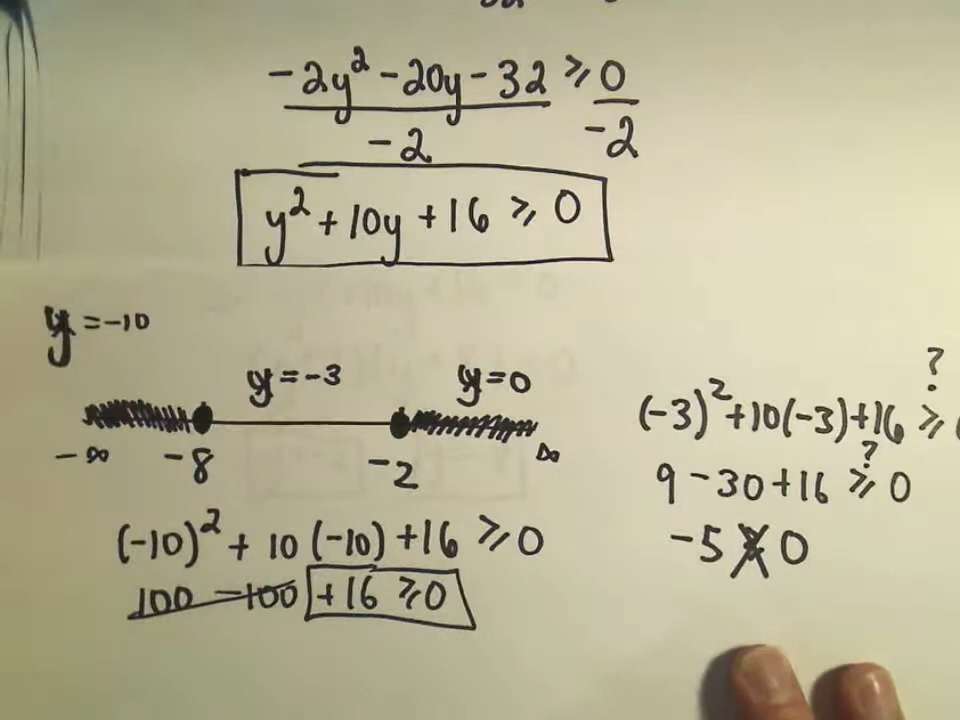 -2y² - 20y - 32 ≥ 0
-2 -2
y² + 10y + 16 ≥ 0
y = -10
y = -3 y = 0
-∞ -8 -2 ∞
(-10)² + 10 (-10) + 16 ≥ 0
100 - 100 + 16 ≥ 0
?
(-3)² + 10(-3) + 16 ≥ 0
?
9 - 30 + 16 ≥ 0
-5 ≱ 0